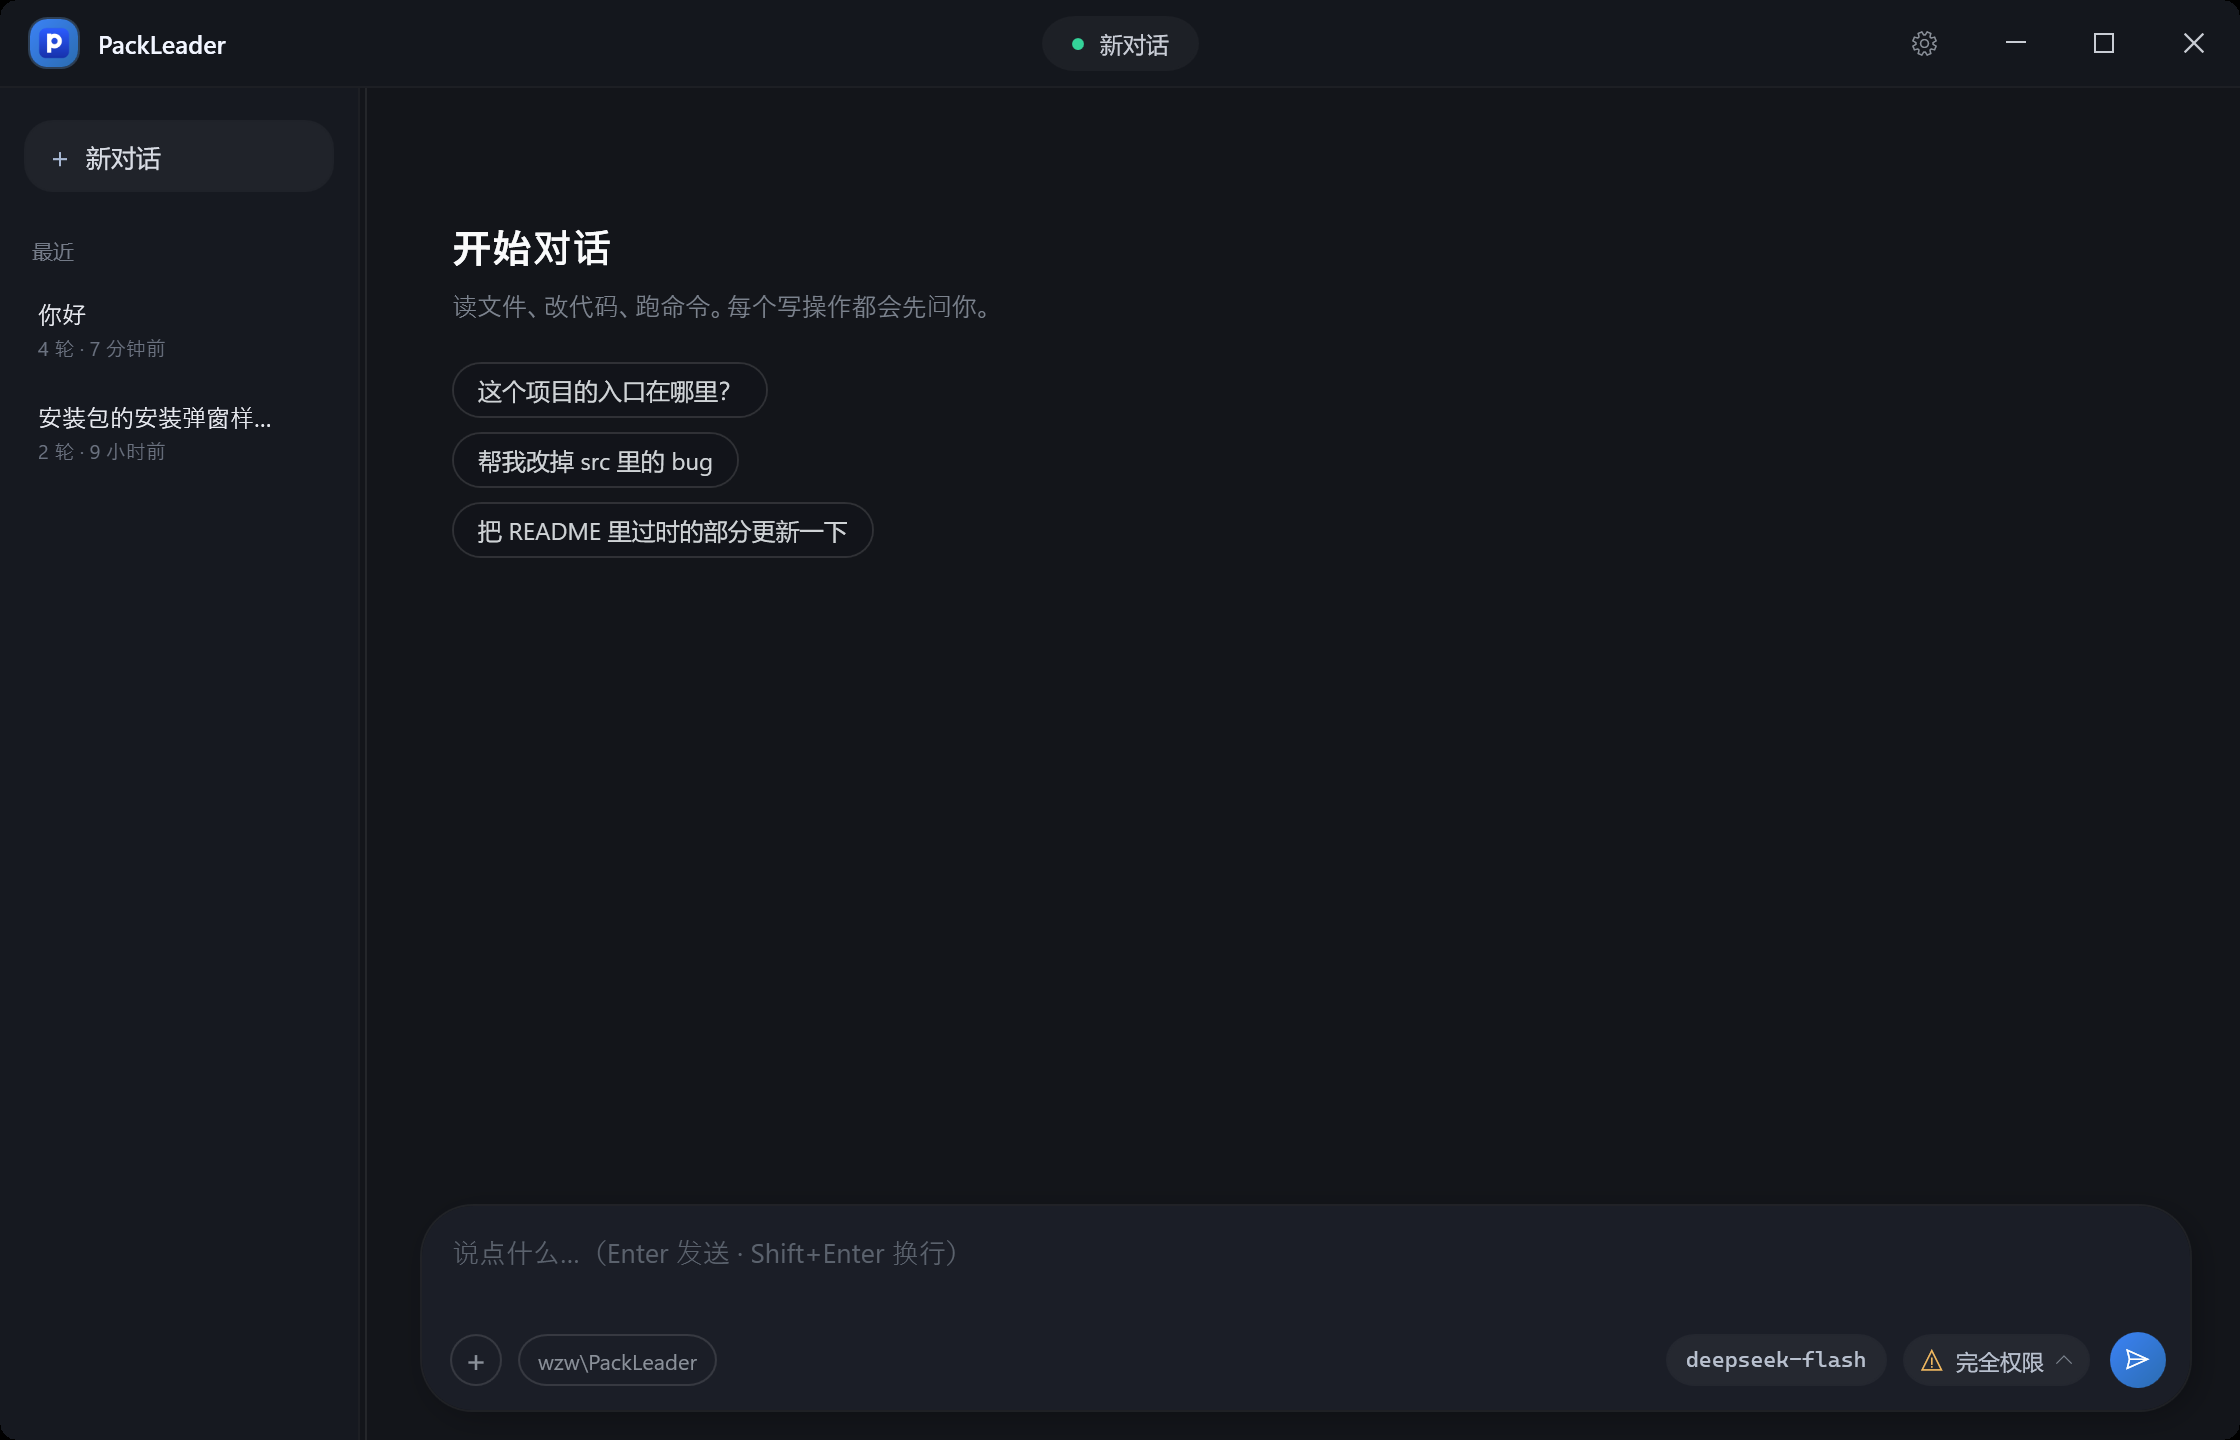 PackLeader
新对话
+ 新对话
最近
你好
4 轮 · 7 分钟前
安装包的安装弹窗样...
2 轮 · 9 小时前
开始对话
读文件、改代码、跑命令。每个写操作都会先问你。
这个项目的入口在哪里？
帮我改掉 src 里的 bug
把 README 里过时的部分更新一下
说点什么...（Enter 发送 · Shift+Enter 换行）
+ wzw\PackLeader deepseek-flash 完全权限